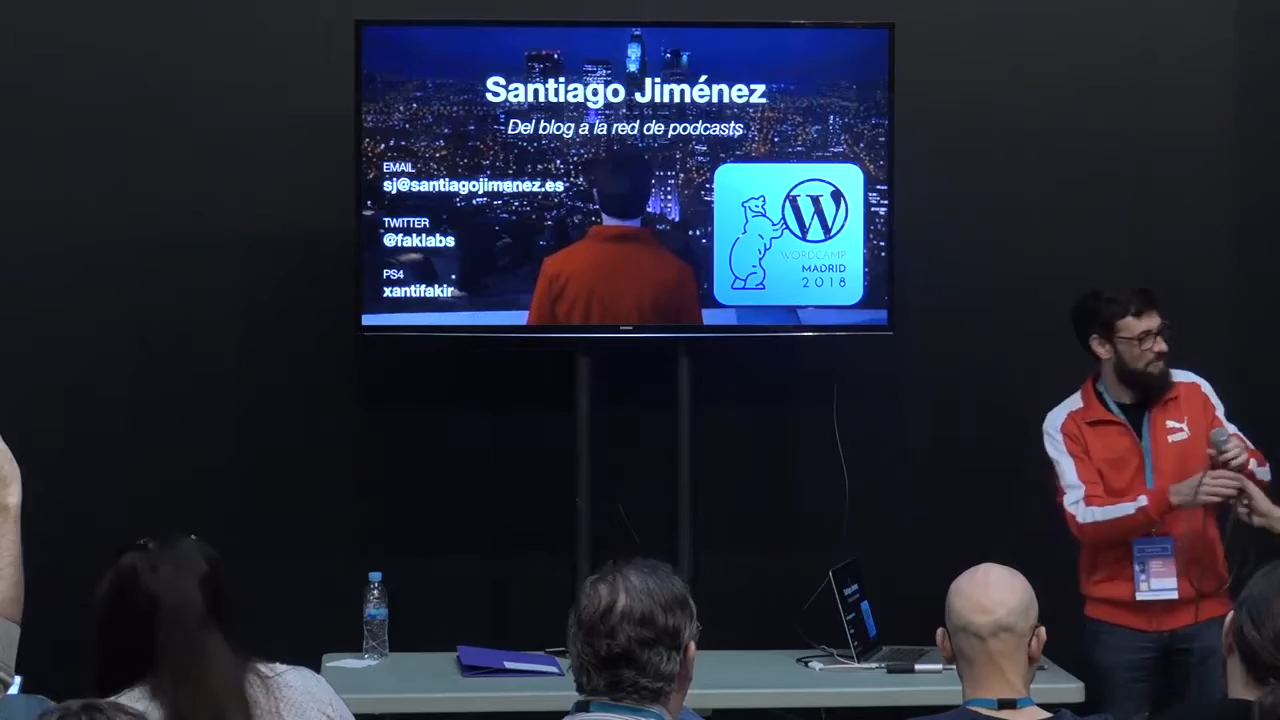 Santiago Jiménez
Del blog a la red de podcasts
EMAIL
sj@santiagojimenez.es
TWITTER
@faklabs
PS4
xantifakir
W
WORDCAMP
MADRID
2018
PUMA